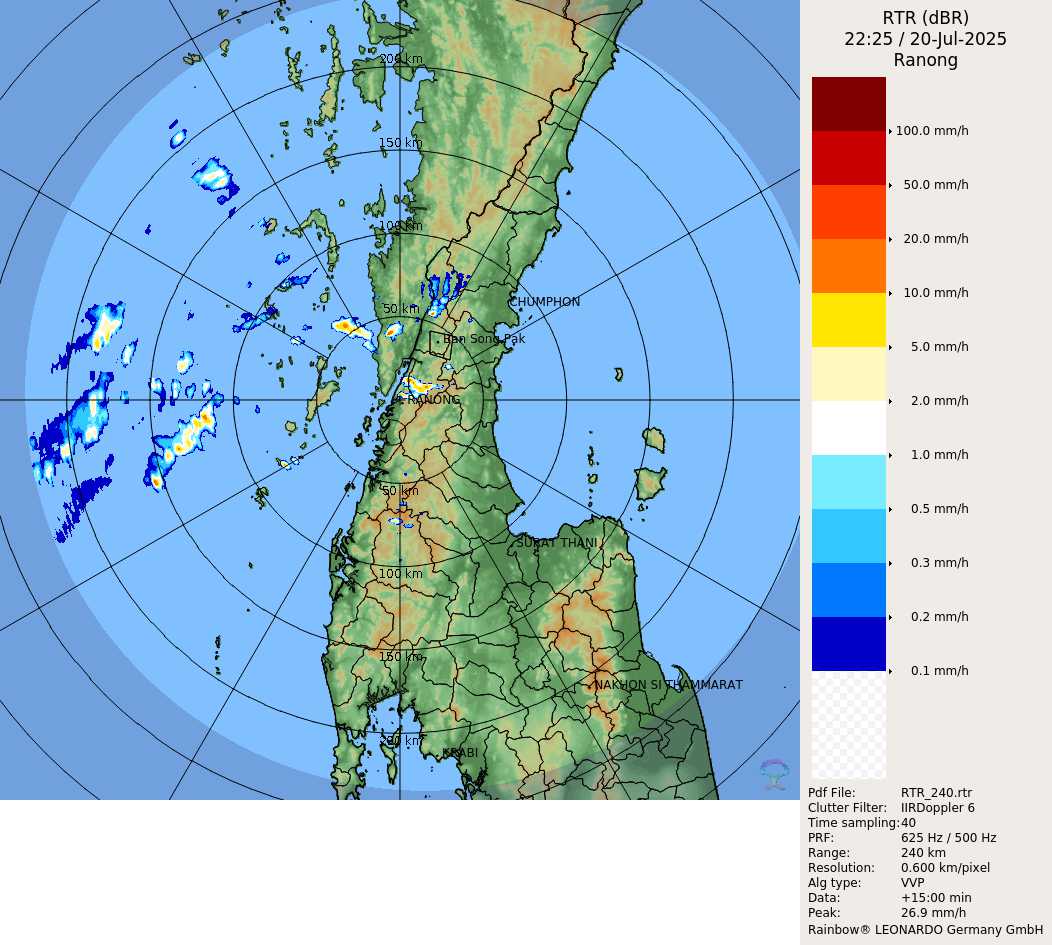 RTR (dBR)
22:25 / 20-Jul-2025
Ranong
200 km
150 km
100 km
50 km
CHUMPHON
Ban Song Pak
RANONG
50 km
SURAT THANI
100 km
150 km
NAKHON SI THAMMARAT
200 km
KRABI
100.0 mm/h
50.0 mm/h
20.0 mm/h
10.0 mm/h
5.0 mm/h
2.0 mm/h
1.0 mm/h
0.5 mm/h
0.3 mm/h
0.2 mm/h
0.1 mm/h
Pdf File: RTR_240.rtr
Clutter Filter: IIRDoppler 6
Time sampling:40
PRF: 625 Hz / 500 Hz
Range: 240 km
Resolution: 0.600 km/pixel
Alg type: VVP
Data: +15:00 min
Peak: 26.9 mm/h
Rainbow® LEONARDO Germany GmbH